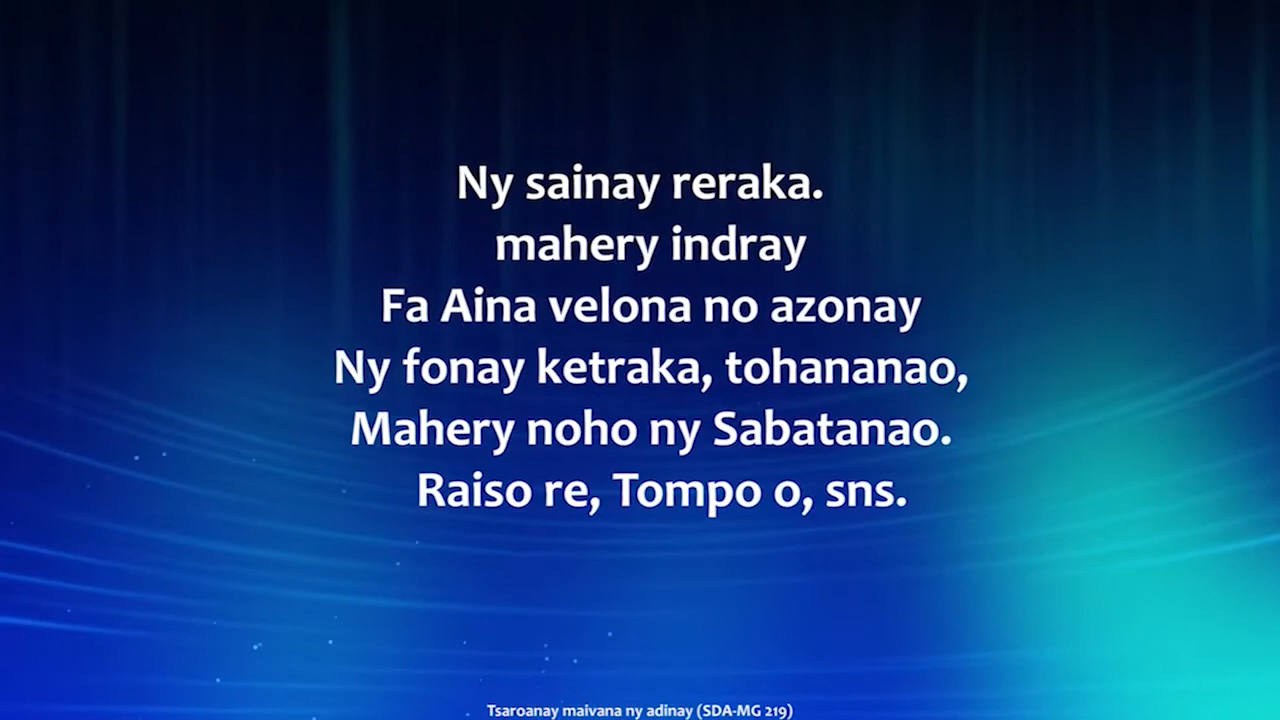 Ny sainay reraka.
mahery indray
Fa Aina velona no azonay
Ny fonay ketraka, tohananao,
Mahery noho ny Sabatanao.
Raiso re, Tompo o, sns.
Tsaroanay maivana ny adinay (SDA-MG 219)